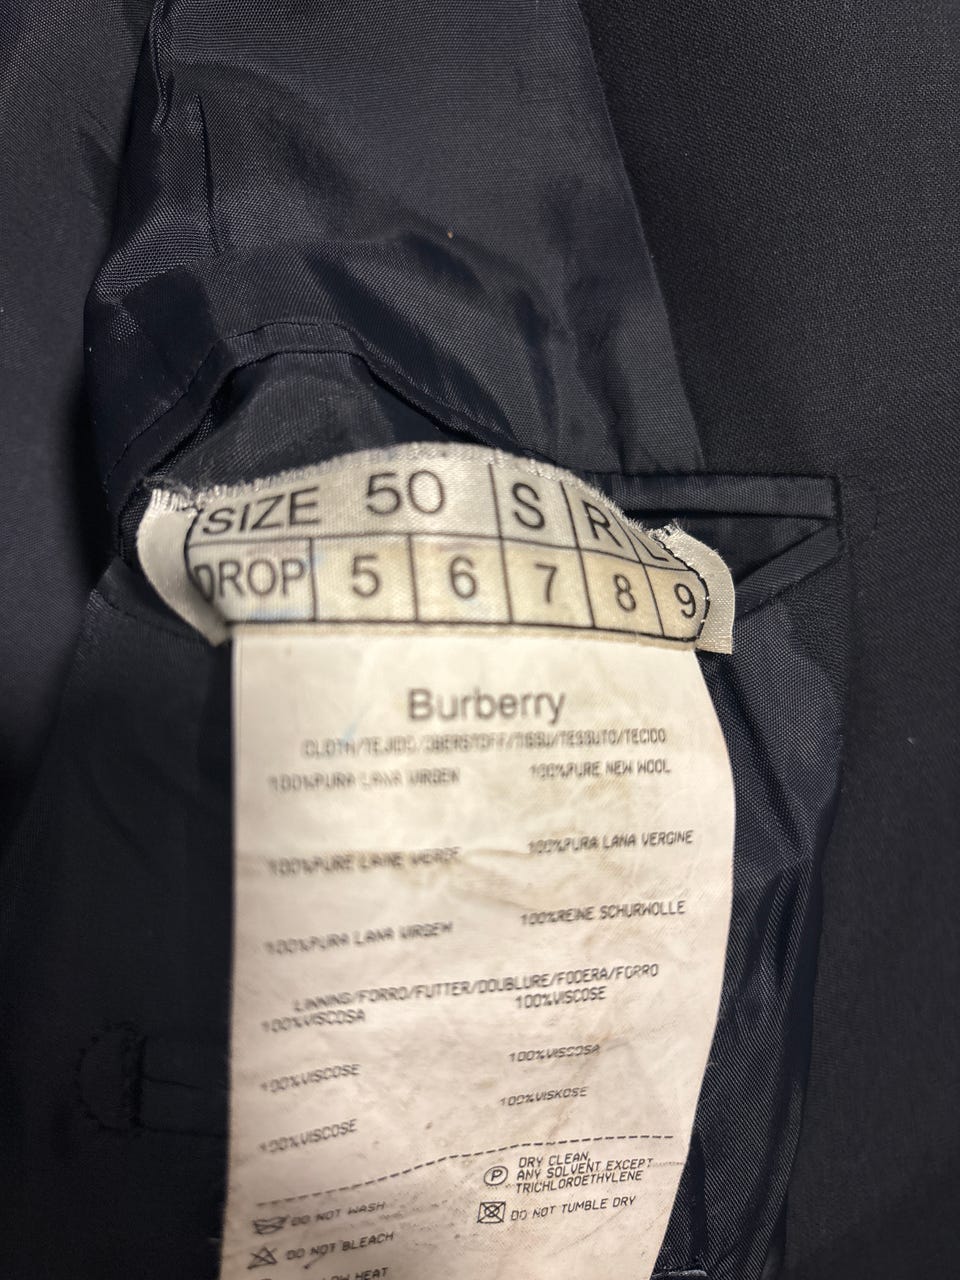 SIZE 50 S R L
DROP 5 6 7 8 9
Burberry
CLOTH/TEJIDO/OBERSTOFF/TISSU/TESSUTO/TECIDO
100%PURA LANA VIRGEN 100%PURE NEW WOOL
100%PURE LAINE VIERGE 100%PURA LANA VERGINE
100%PURA LANA VIRGEM 100%REINE SCHURWOLLE
LINNING/FORRO/FUTTER/DOUBLURE/FODERA/FORRO
100%VISCOSA 100%VISCOSE
100%VISCOSE 100%VISCOSA
100%VISCOSE 100%VISKOSE
P DRY CLEAN,
ANY SOLVENT EXCEPT
TRICHLOROETHYLENE
DO NOT WASH DO NOT TUMBLE DRY
DO NOT BLEACH
LOW HEAT